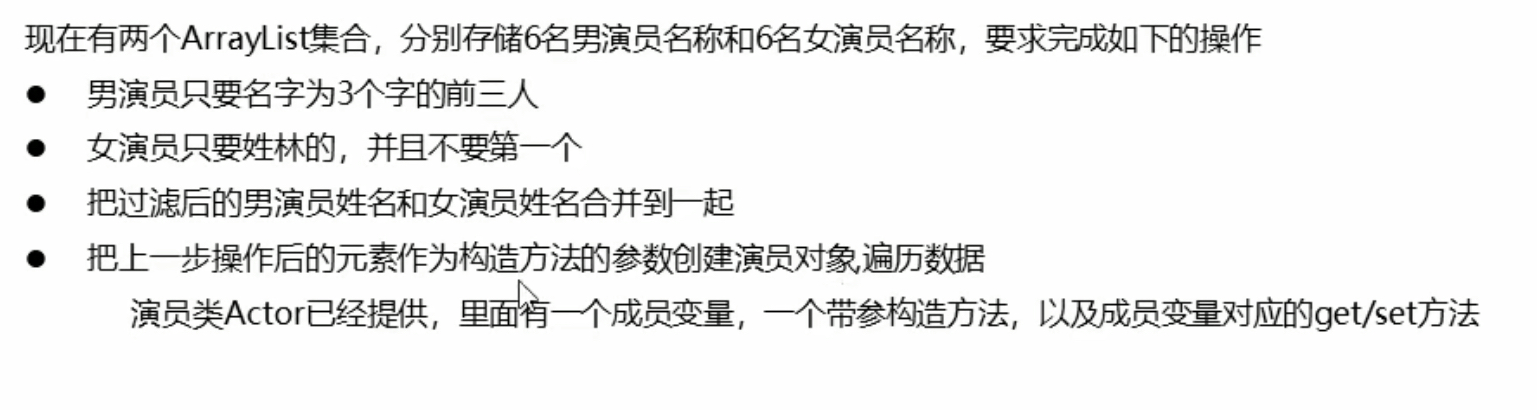 现在有两个ArrayList集合，分别存储6名男演员名称和6名女演员名称，要求完成如下的操作
● 男演员只要名字为3个字的前三人
● 女演员只要姓林的，并且不要第一个
● 把过滤后的男演员姓名和女演员姓名合并到一起
● 把上一步操作后的元素作为构造方法的参数创建演员对象,遍历数据
演员类Actor已经提供，里面有一个成员变量，一个带参构造方法，以及成员变量对应的get/set方法